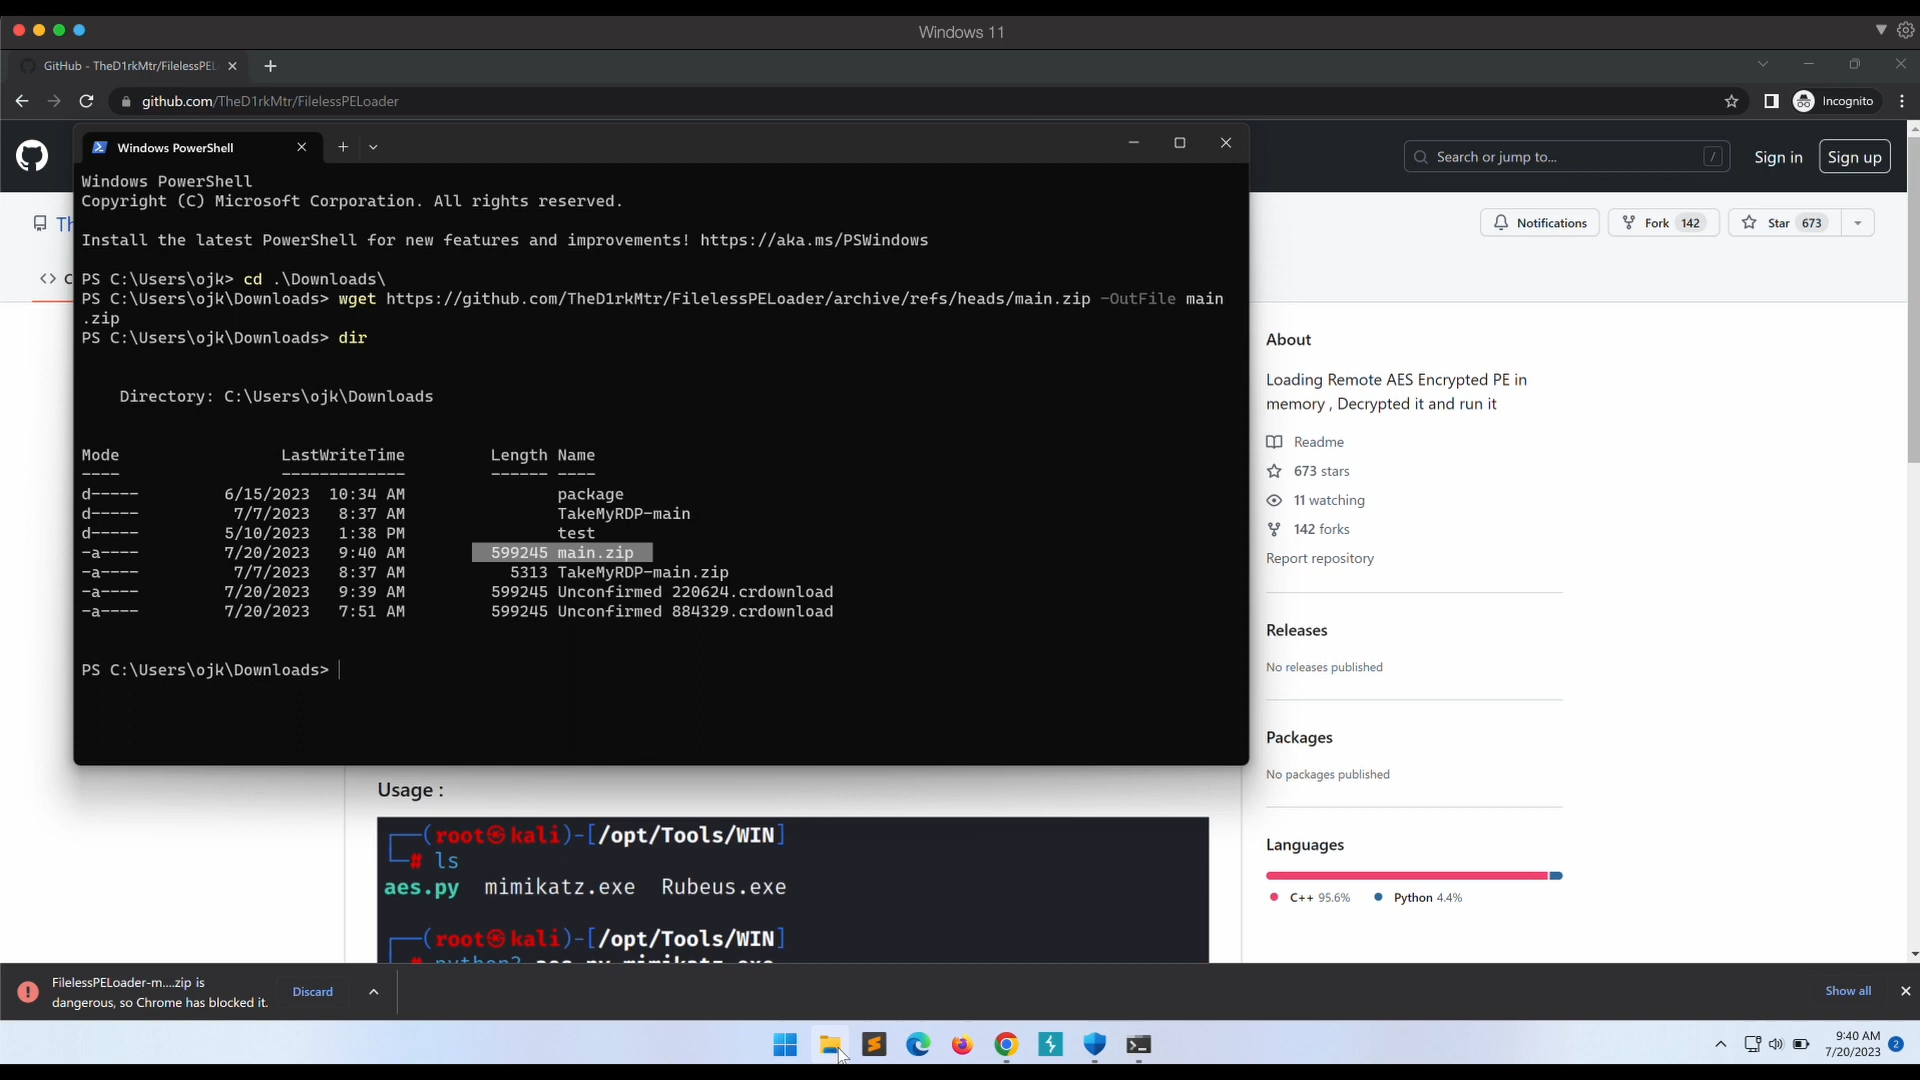 Windows 11
GitHub - TheD1rkMtr/FilelessPEL
github.com/TheD1rkMtr/FilelessPELoader
Incognito
Windows PowerShell
Search or jump to...
/
Sign in
Sign up
Th
Notifications
Fork 142
Star 673
<> C
Windows PowerShell
Copyright (C) Microsoft Corporation. All rights reserved.
Install the latest PowerShell for new features and improvements! https://aka.ms/PSWindows
PS C:\Users\ojk> cd .\Downloads\
PS C:\Users\ojk\Downloads> wget https://github.com/TheD1rkMtr/FilelessPELoader/archive/refs/heads/main.zip -OutFile main
.zip
PS C:\Users\ojk\Downloads> dir
Directory: C:\Users\ojk\Downloads
Mode LastWriteTime Length Name
---- ------------- ------ ----
d----- 6/15/2023 10:34 AM package
d----- 7/7/2023 8:37 AM TakeMyRDP-main
d----- 5/10/2023 1:38 PM test
-a---- 7/20/2023 9:40 AM 599245 main.zip
-a---- 7/7/2023 8:37 AM 5313 TakeMyRDP-main.zip
-a---- 7/20/2023 9:39 AM 599245 Unconfirmed 220624.crdownload
-a---- 7/20/2023 7:51 AM 599245 Unconfirmed 884329.crdownload
PS C:\Users\ojk\Downloads>
About
Loading Remote AES Encrypted PE in
memory , Decrypted it and run it
Readme
673 stars
11 watching
142 forks
Report repository
Releases
No releases published
Packages
No packages published
Languages
C++ 95.6% Python 4.4%
Usage :
(root㉿kali)-[/opt/Tools/WIN]
# ls
aes.py mimikatz.exe Rubeus.exe
(root㉿kali)-[/opt/Tools/WIN]
# python3 aes.py mimikatz.exe
FilelessPELoader-m....zip is
dangerous, so Chrome has blocked it.
Discard
Show all
9:40 AM
7/20/2023
2